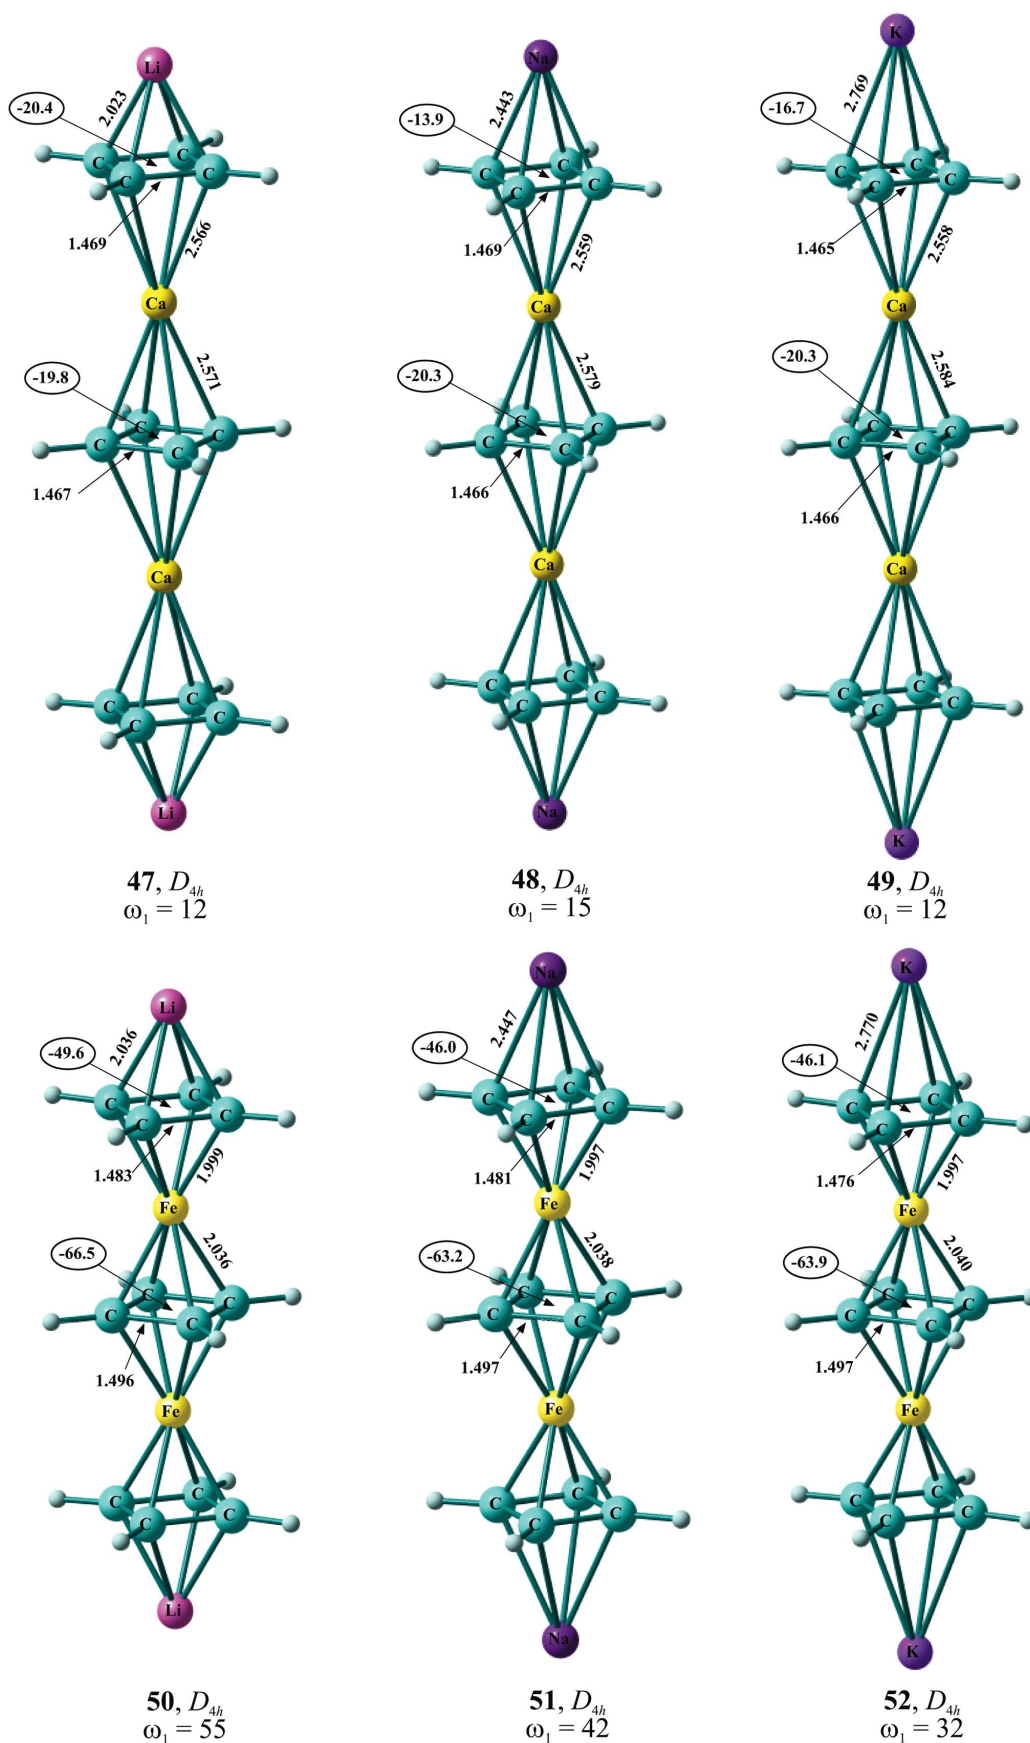 Li
2.023
-20.4
C
C
C
C
1.469
2.566
Ca
2.571
-19.8
C
C
C
C
1.467
Ca
C
C
C
C
Li
47, D4h
ω1 = 12
Na
2.443
-13.9
C
C
C
C
1.469
2.559
Ca
2.579
-20.3
C
C
C
C
1.466
Ca
C
C
C
C
Na
48, D4h
ω1 = 15
K
2.769
-16.7
C
C
C
C
1.465
2.558
Ca
2.584
-20.3
C
C
C
C
1.466
Ca
C
C
C
C
K
49, D4h
ω1 = 12
Li
2.036
-49.6
C
C
C
C
1.483
1.999
Fe
2.036
-66.5
C
C
C
C
1.496
Fe
C
C
C
C
Li
50, D4h
ω1 = 55
Na
2.447
-46.0
C
C
C
C
1.481
1.997
Fe
2.038
-63.2
C
C
C
C
1.497
Fe
C
C
C
C
Na
51, D4h
ω1 = 42
K
2.770
-46.1
C
C
C
C
1.476
1.997
Fe
2.040
-63.9
C
C
C
C
1.497
Fe
C
C
C
C
K
52, D4h
ω1 = 32